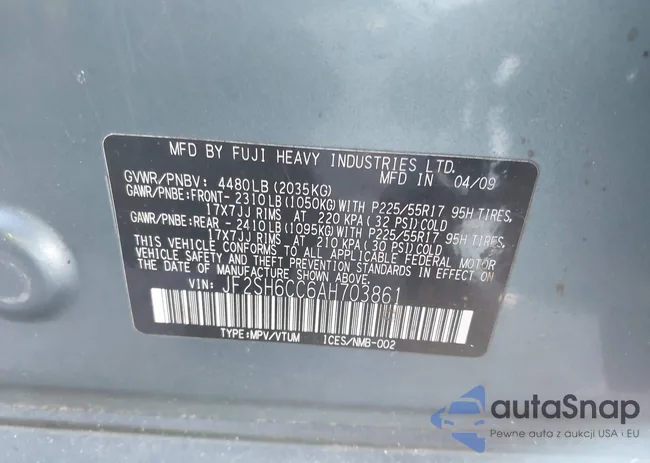 MFD BY FUJI HEAVY INDUSTRIES LTD.
MFD IN 04/09
GVWR/PNBV: 4480LB (2035KG)
GAWR/PNBE: FRONT- 2310LB (1050KG) WITH P225/55R17 95H TIRES,
17X7JJ RIMS AT 220 KPA (32 PSI) COLD
GAWR/PNBE: REAR - 2410LB (1095KG) WITH P225/55R17 95H TIRES,
17X7JJ RIMS AT 210 KPA (30 PSI) COLD
THIS VEHICLE CONFORMS TO ALL APPLICABLE FEDERAL MOTOR
VEHICLE SAFETY STANDARDS IN EFFECT ON THE
DATE OF MANUFACTURE SHOWN ABOVE.
VIN: JF2SH6CC6AH703861
TYPE:MPV/VTUM ICES/NMB-002
autaSnap
Pewne auta z aukcji USA i EU